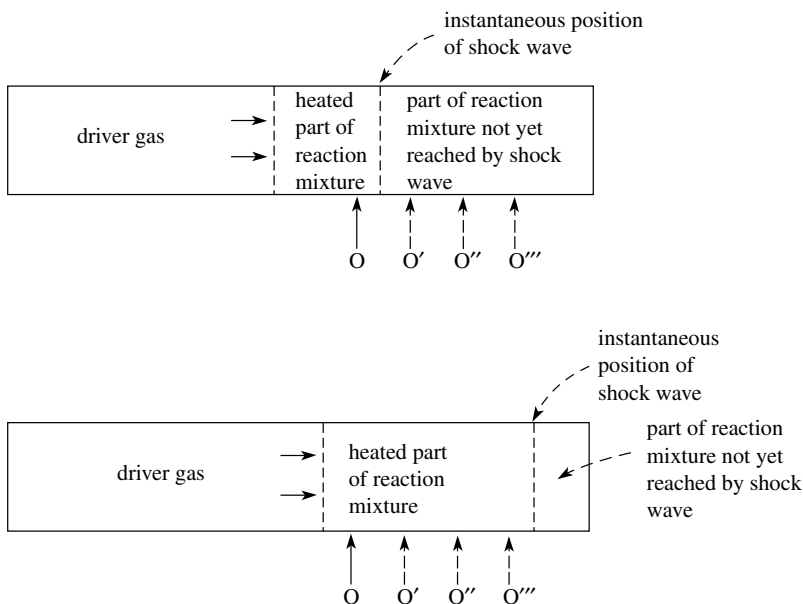 instantaneous position
of shock wave
driver gas
heated
part of
reaction
mixture
part of reaction
mixture not yet
reached by shock
wave
O O′ O″ O‴
instantaneous
position of
shock wave
driver gas
heated part
of reaction
mixture
part of reaction
mixture not yet
reached by shock
wave
O O′ O″ O‴